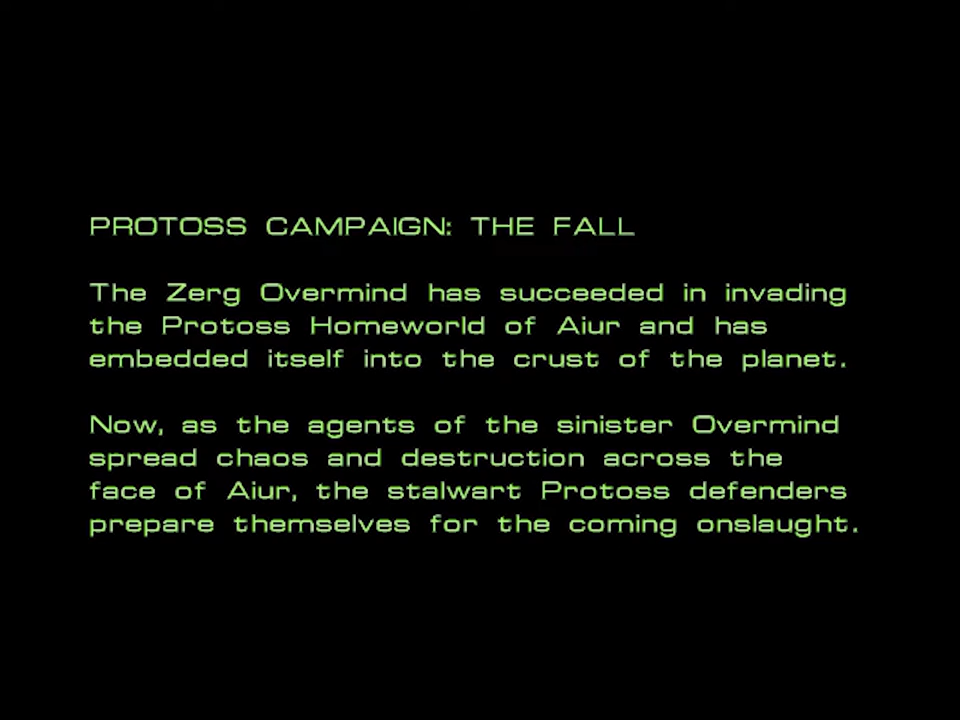 PROTOSS CAMPAIGN: THE FALL
The Zerg Overmind has succeeded in invading
the Protoss Homeworld of Aiur and has
embedded itself into the crust of the planet.
Now, as the agents of the sinister Overmind
spread chaos and destruction across the
face of Aiur, the stalwart Protoss defenders
prepare themselves for the coming onslaught.